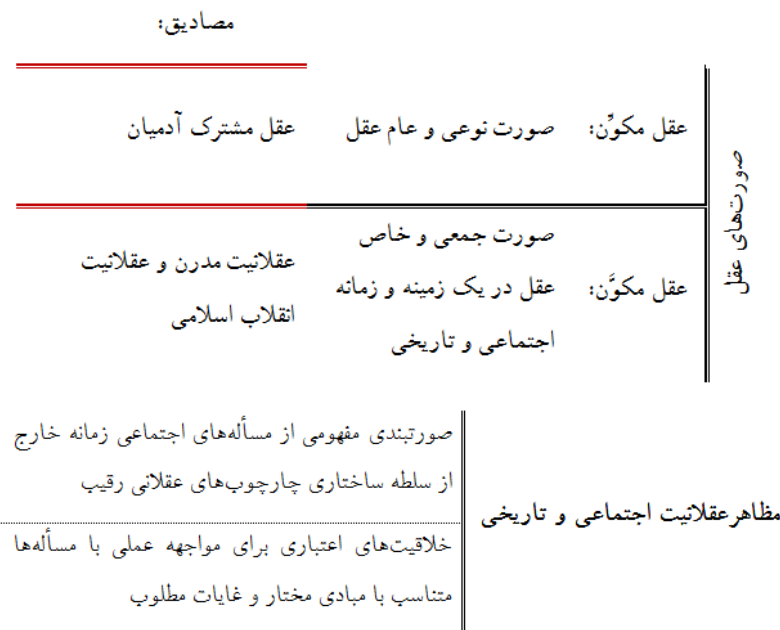 مصادیق:
صورت‌های عقل
عقل مکوِّن:
صورت نوعی و عام عقل
عقل مشترک آدمیان
عقل مکوَّن:
صورت جمعی و خاص
عقل در یک زمینه و زمانه
اجتماعی و تاریخی
عقلانیت مدرن و عقلانیت
انقلاب اسلامی
مظاهرعقلانیت اجتماعی و تاریخی
صورتبندی مفهومی از مسأله‌های اجتماعی زمانه خارج
از سلطه ساختاری چارچوب‌های عقلانی رقیب
خلاقیت‌های اعتباری برای مواجهه عملی با مسأله‌ها
متناسب با مبادی مختار و غایات مطلوب